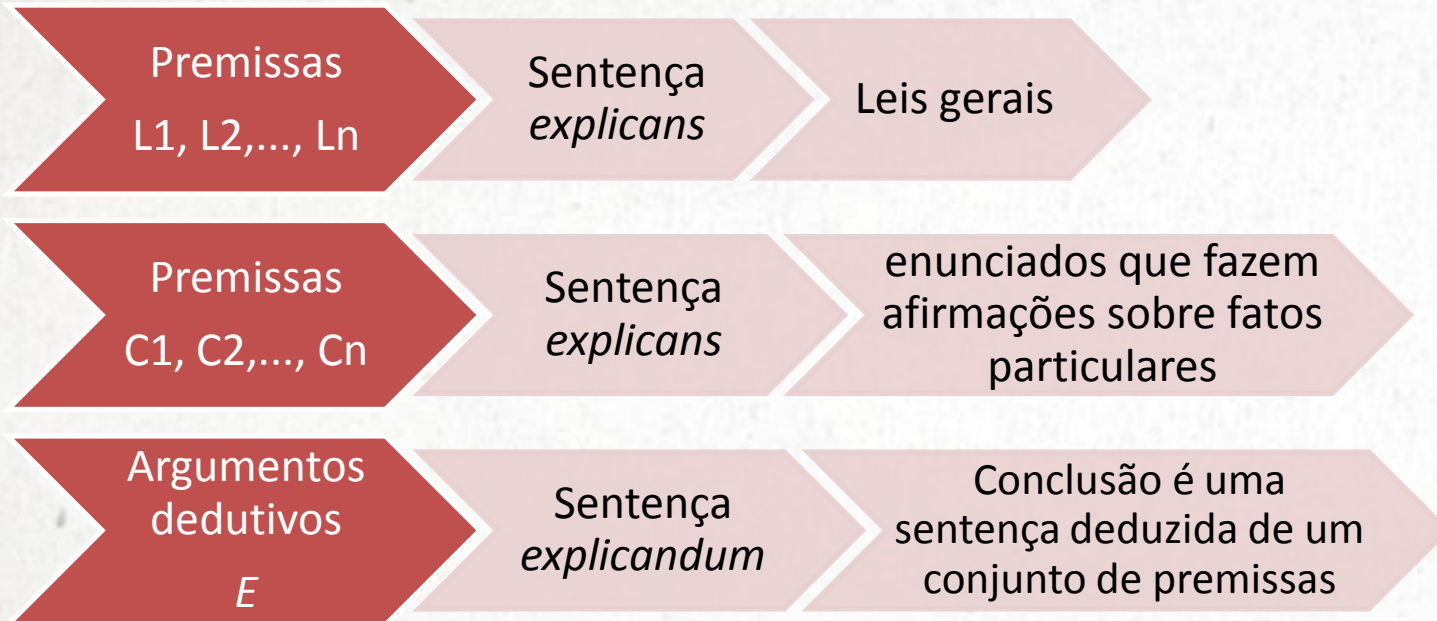 Premissas
L1, L2,..., Ln
Sentença
explicans
Leis gerais
Premissas
C1, C2,..., Cn
Sentença
explicans
enunciados que fazem
afirmações sobre fatos
particulares
Argumentos
dedutivos
E
Sentença
explicandum
Conclusão é uma
sentença deduzida de um
conjunto de premissas